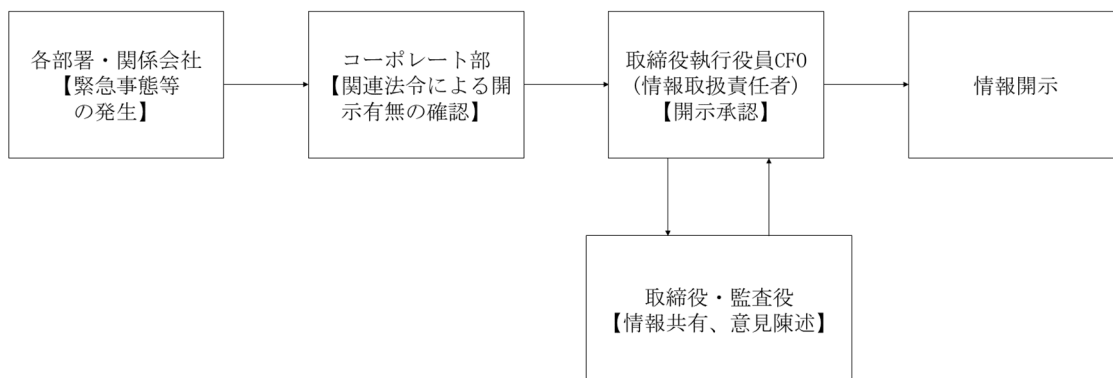 各部署・関係会社
【緊急事態等
の発生】
コーポレート部
【関連法令による開
示有無の確認】
取締役執行役員CFO
(情報取扱責任者)
【開示承認】
情報開示
取締役・監査役
【情報共有、意見陳述】